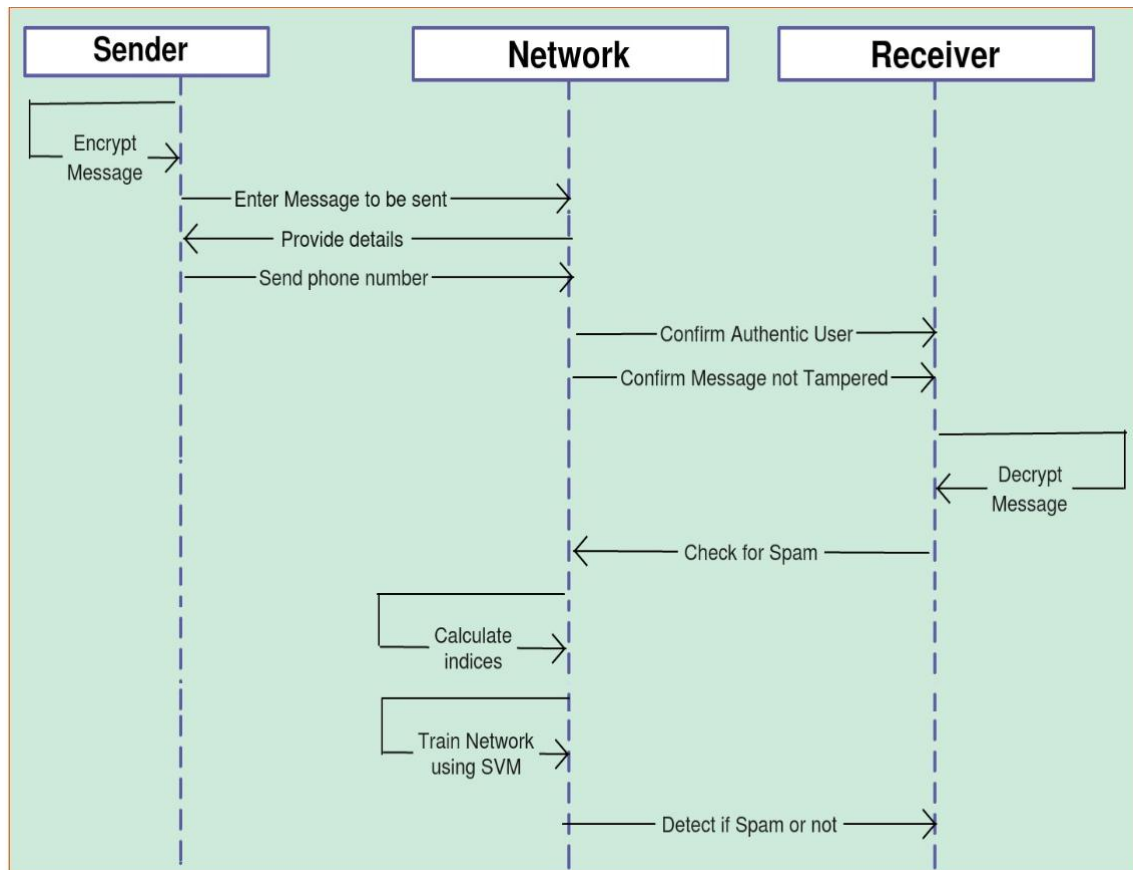 Sender
Network
Receiver
Encrypt
Message
Enter Message to be sent
Provide details
Send phone number
Confirm Authentic User
Confirm Message not Tampered
Decrypt
Message
Check for Spam
Calculate
indices
Train Network
using SVM
Detect if Spam or not